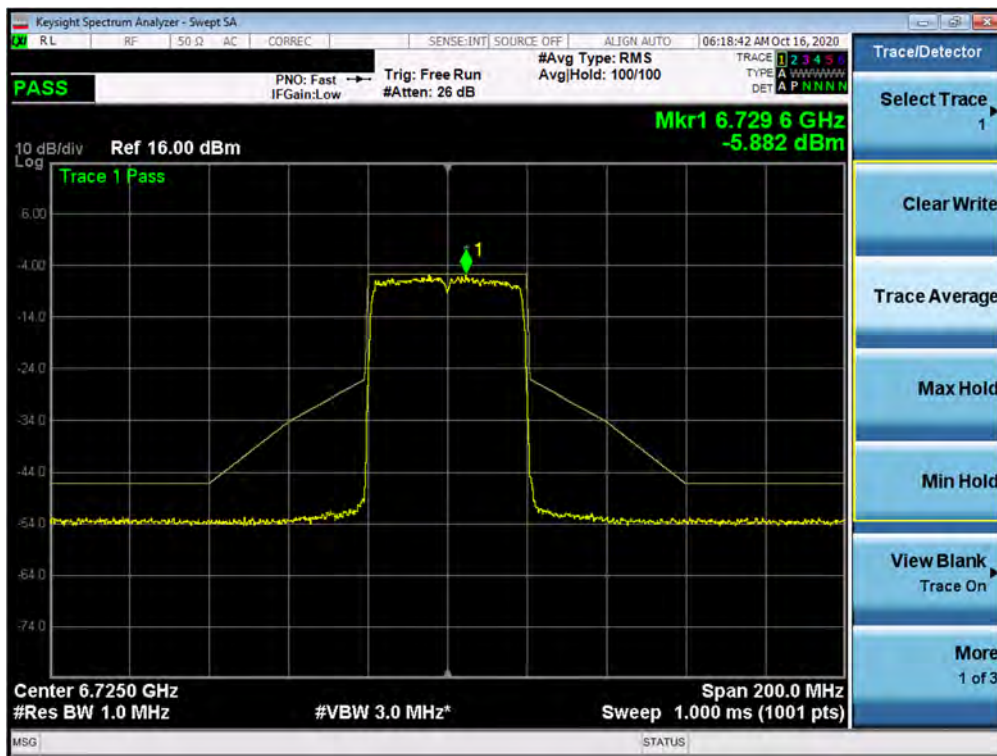 Keysight Spectrum Analyzer - Swept SA
LXI RL RF 50 Ω AC CORREC SENSE:INT SOURCE OFF ALIGN AUTO 06:18:42 AM Oct 16, 2020
PASS
PNO: Fast
IFGain:Low
Trig: Free Run
#Atten: 26 dB
#Avg Type: RMS
Avg|Hold: 100/100
TRACE 1 2 3 4 5 6
TYPE A WWWWW
DET A P N N N N
Mkr1 6.729 6 GHz
-5.882 dBm
10 dB/div Ref 16.00 dBm
Log
Trace 1 Pass
6.00
-4.00
-14.0
-24.0
-34.0
-44.0
-54.0
-64.0
-74.0
1
Center 6.7250 GHz Span 200.0 MHz
#Res BW 1.0 MHz #VBW 3.0 MHz* Sweep 1.000 ms (1001 pts)
MSG STATUS
Trace/Detector
Select Trace
1
Clear Write
Trace Average
Max Hold
Min Hold
View Blank
Trace On
More
1 of 3